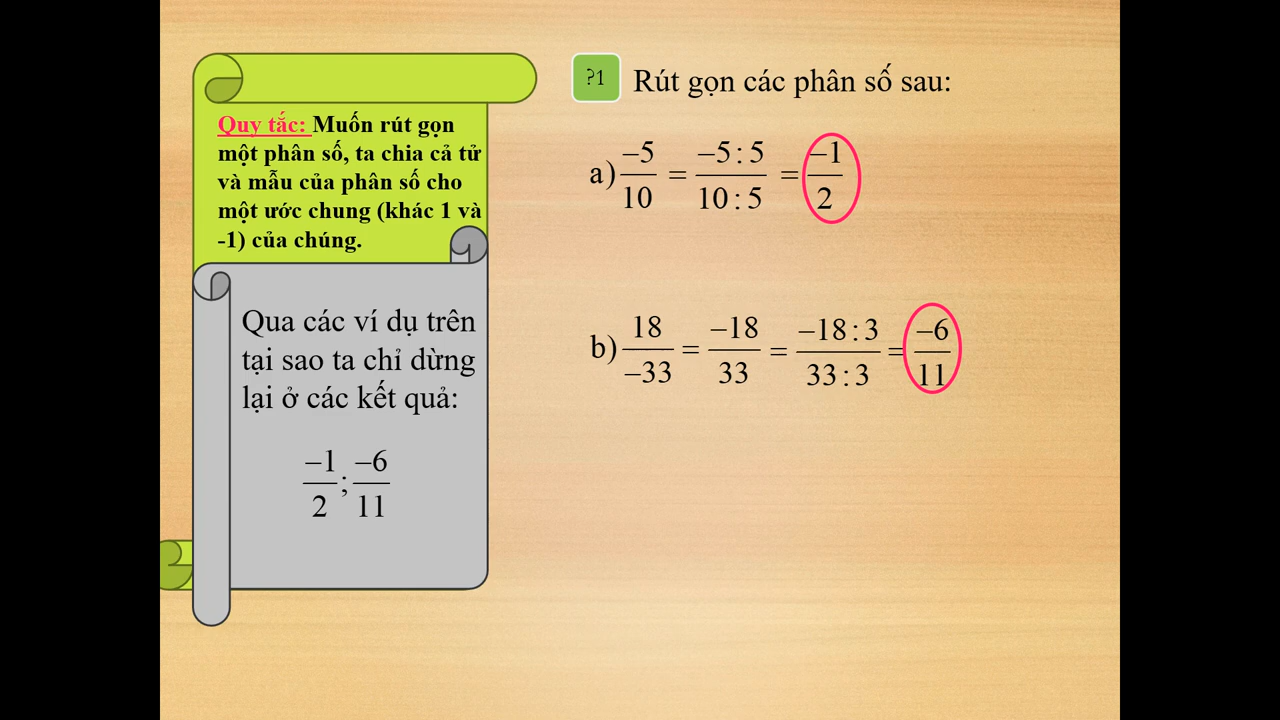 Quy tắc: Muốn rút gọn
một phân số, ta chia cả tử
và mẫu của phân số cho
một ước chung (khác 1 và
-1) của chúng.
Qua các ví dụ trên
tại sao ta chỉ dừng
lại ở các kết quả:
–1/2 ; –6/11
?1 Rút gọn các phân số sau:
a) –5/10 = –5 : 5/10 : 5 = –1/2
b) 18/–33 = –18/33 = –18 : 3/33 : 3 = –6/11